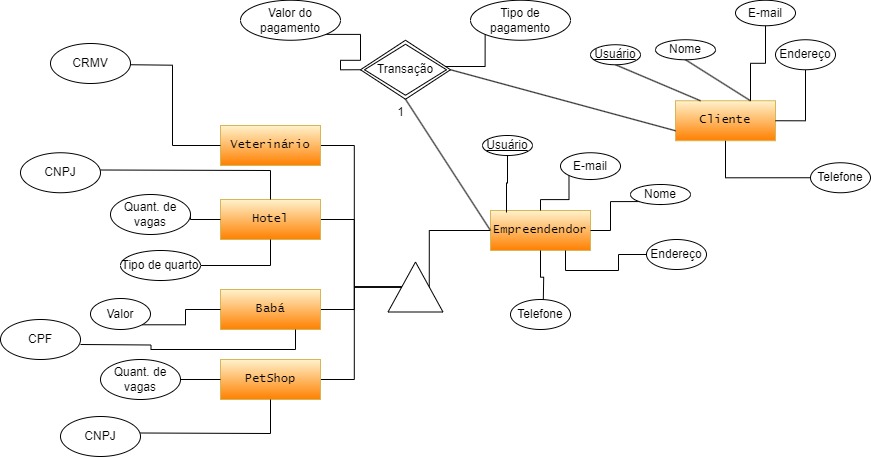 Valor do
pagamento
Tipo de
pagamento
Transação
1
E-mail
Nome
Usuário
Endereço
Cliente
Telefone
CRMV
Veterinário
CNPJ
Quant. de
vagas
Hotel
Tipo de quarto
Usuário
E-mail
Nome
Empreendendor
Endereço
Telefone
Valor
Babá
CPF
Quant. de
vagas
PetShop
CNPJ